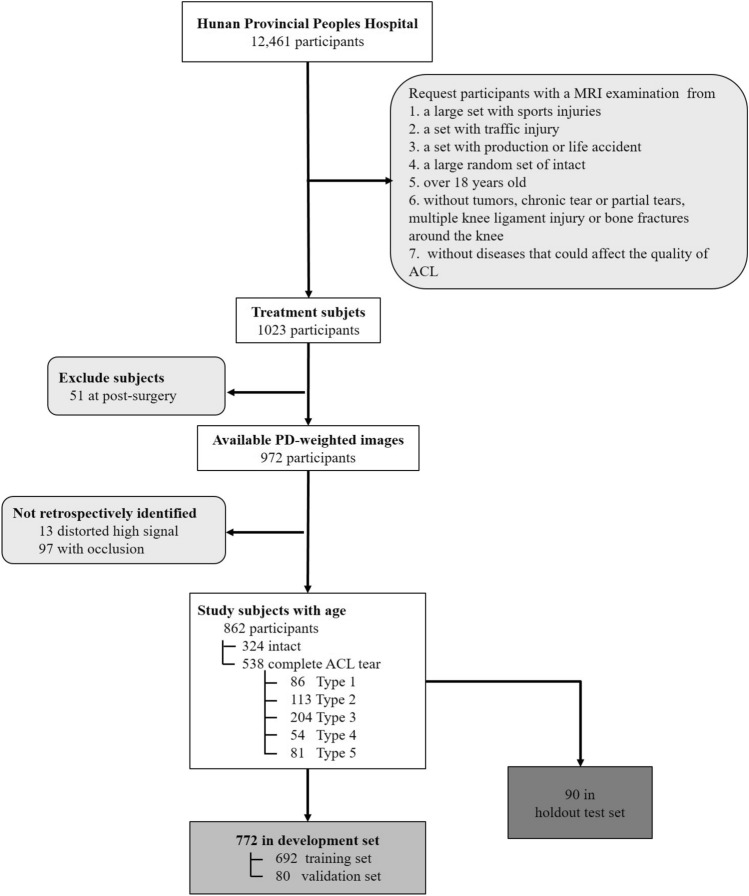 Hunan Provincial Peoples Hospital
12,461 participants
Request participants with a MRI examination from
1. a large set with sports injuries
2. a set with traffic injury
3. a set with production or life accident
4. a large random set of intact
5. over 18 years old
6. without tumors, chronic tear or partial tears,
multiple knee ligament injury or bone fractures
around the knee
7. without diseases that could affect the quality of
ACL
Treatment subjets
1023 participants
Exclude subjects
51 at post-surgery
Available PD-weighted images
972 participants
Not retrospectively identified
13 distorted high signal
97 with occlusion
Study subjects with age
862 participants
324 intact
538 complete ACL tear
86 Type 1
113 Type 2
204 Type 3
54 Type 4
81 Type 5
90 in
holdout test set
772 in development set
692 training set
80 validation set